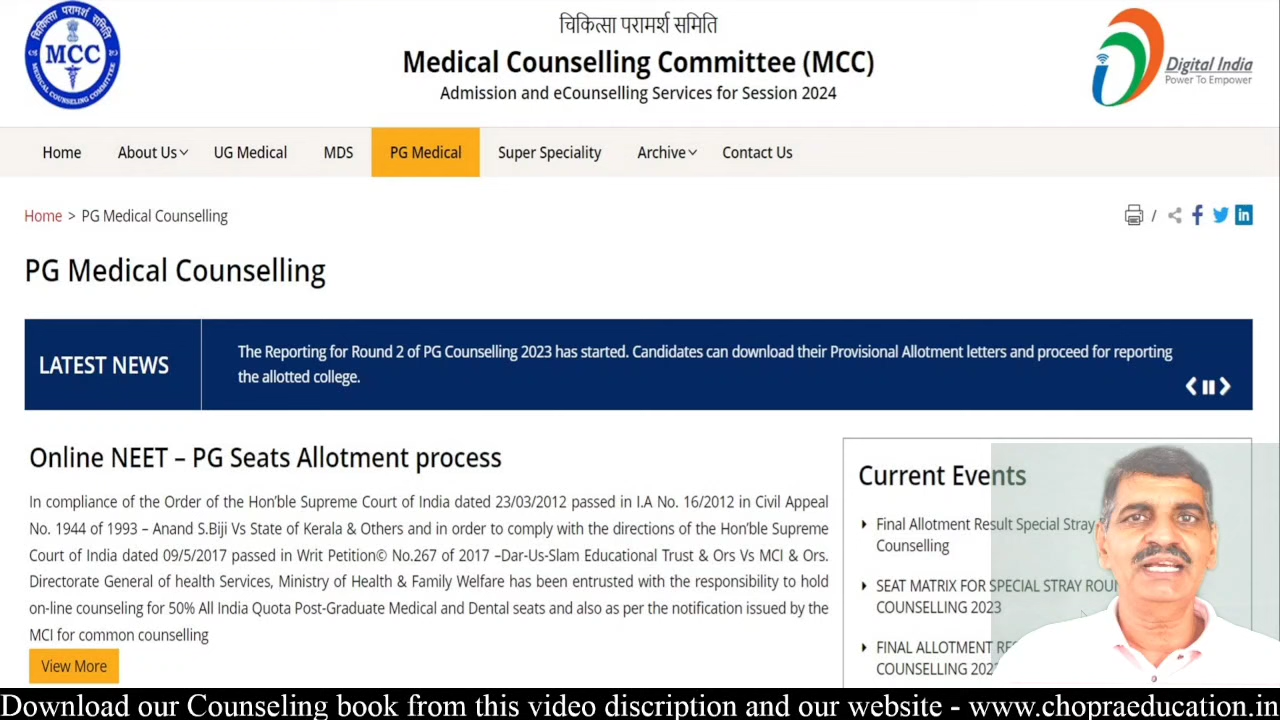 चिकित्सा परामर्श समिति
MCC
MEDICAL COUNSELLING COMMITTEE
चिकित्सा परामर्श समिति
Medical Counselling Committee (MCC)
Admission and eCounselling Services for Session 2024
Digital India
Power To Empower
Home About Us UG Medical MDS PG Medical Super Speciality Archive Contact Us
Home > PG Medical Counselling
/
PG Medical Counselling
LATEST NEWS
The Reporting for Round 2 of PG Counselling 2023 has started. Candidates can download their Provisional Allotment letters and proceed for reporting
the allotted college.
Online NEET – PG Seats Allotment process
In compliance of the Order of the Hon'ble Supreme Court of India dated 23/03/2012 passed in I.A No. 16/2012 in Civil Appeal
No. 1944 of 1993 – Anand S.Biji Vs State of Kerala & Others and in order to comply with the directions of the Hon'ble Supreme
Court of India dated 09/5/2017 passed in Writ Petition© No.267 of 2017 –Dar-Us-Slam Educational Trust & Ors Vs MCI & Ors.
Directorate General of health Services, Ministry of Health & Family Welfare has been entrusted with the responsibility to hold
on-line counseling for 50% All India Quota Post-Graduate Medical and Dental seats and also as per the notification issued by the
MCI for common counselling
View More
Current Events
Final Allotment Result Special Stray
Counselling
SEAT MATRIX FOR SPECIAL STRAY
COUNSELLING 2023
FINAL ALLOTMENT
COUNSELLING
Download our Counseling book from this video discription and our website - www.chopraeducation.in